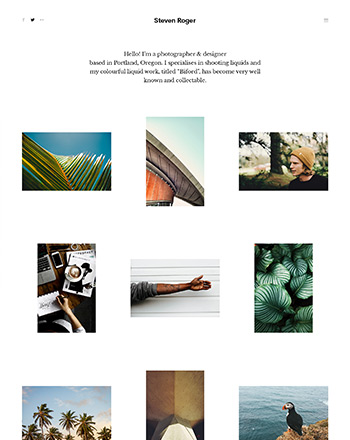 Steven Roger
Hello! I'm a photographer & designer
based in Portland, Oregon. I specialises in shooting liquids and
my colourful liquid work, titled "Biford", has become very well
known and collectable.